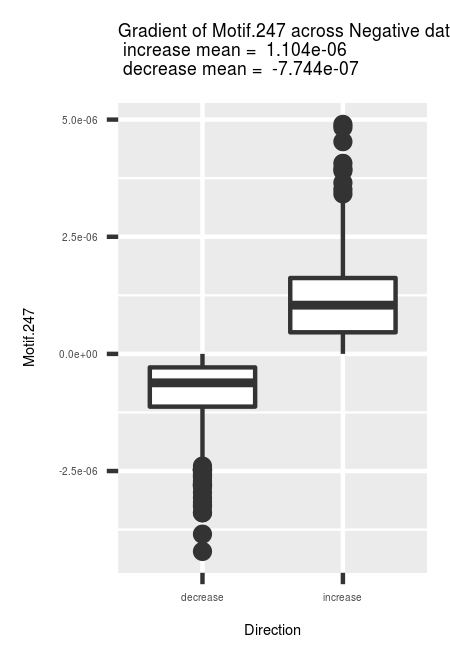 Gradient of Motif.247 across Negative dat
increase mean =  1.104e-06
decrease mean =  -7.744e-07
5.0e-06
2.5e-06
0.0e+00
-2.5e-06
Motif.247
decrease
increase
Direction